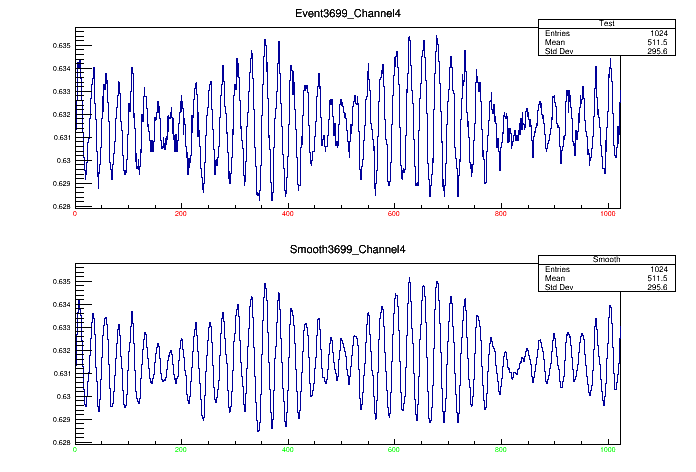 Event3699_Channel4
Test
Entries 1024
Mean 511.5
Std Dev 295.6
0.635
0.634
0.633
0.632
0.631
0.63
0.629
0.628
0 200 400 600 800 1000
Smooth3699_Channel4
Smooth
Entries 1024
Mean 511.5
Std Dev 295.6
0.635
0.634
0.633
0.632
0.631
0.63
0.629
0.628
0 200 400 600 800 1000